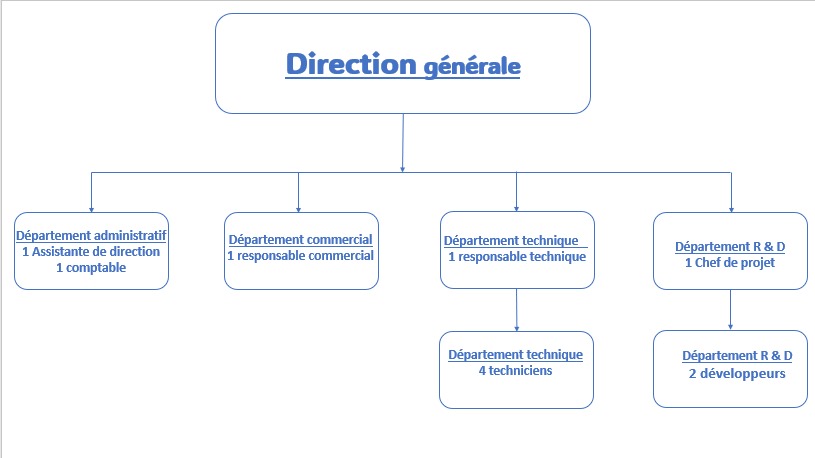 Direction générale
Département administratif
1 Assistante de direction
1 comptable
Département commercial
1 responsable commercial
Département technique
1 responsable technique
Département R & D
1 Chef de projet
Département technique
4 techniciens
Département R & D
2 développeurs